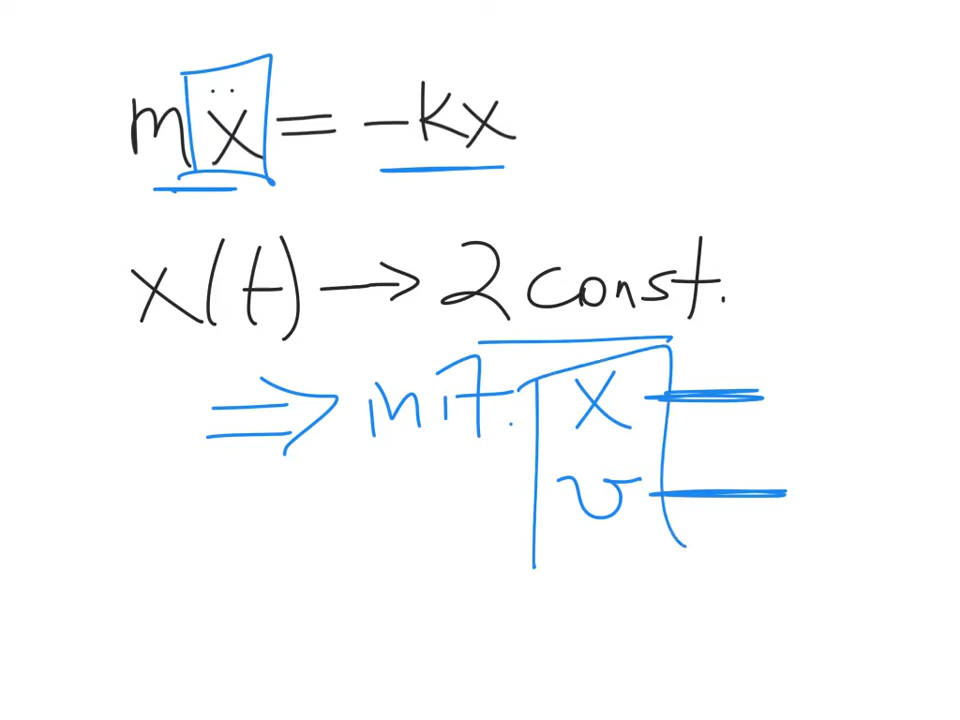 mẍ = -kx
x(t) → 2 const.
⇒ init. x
v